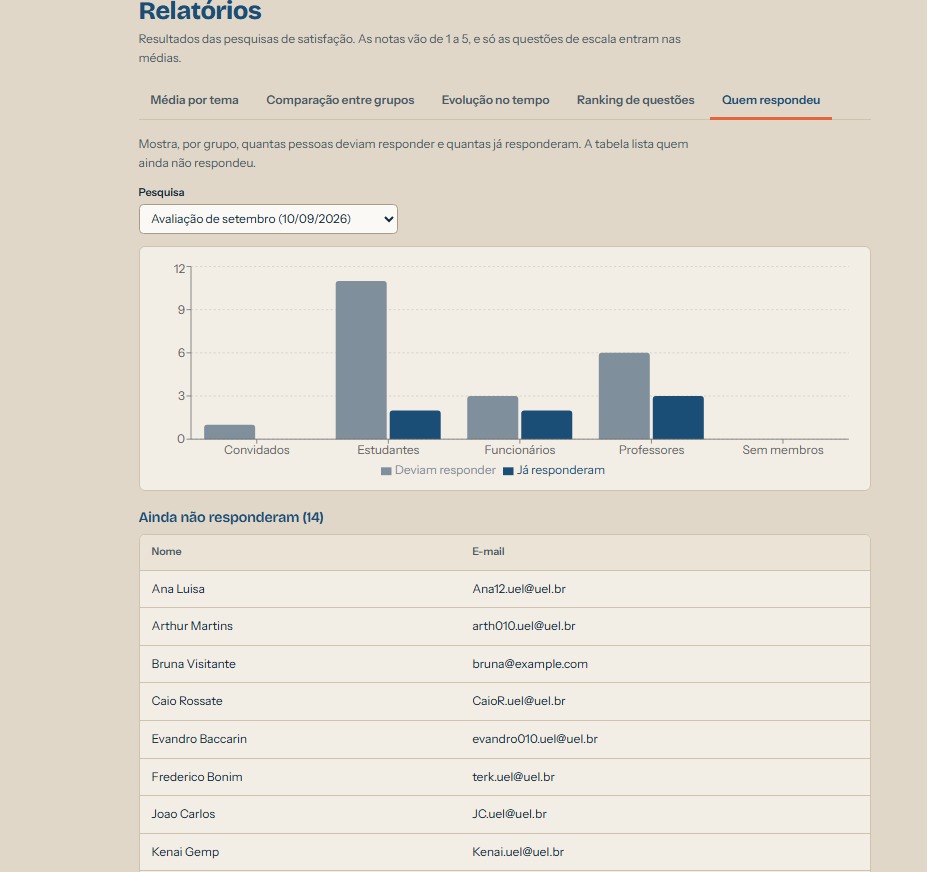 Relatórios
Resultados das pesquisas de satisfação. As notas vão de 1 a 5, e só as questões de escala entram nas
médias.
Média por tema
Comparação entre grupos
Evolução no tempo
Ranking de questões
Quem respondeu
Mostra, por grupo, quantas pessoas deviam responder e quantas já responderam. A tabela lista quem
ainda não respondeu.
Pesquisa
Avaliação de setembro (10/09/2026)
12
9
6
3
0
Convidados
Estudantes
Funcionários
Professores
Sem membros
Deviam responder
Já responderam
Ainda não responderam (14)
Nome E-mail
Ana Luisa Ana12.uel@uel.br
Arthur Martins arth010.uel@uel.br
Bruna Visitante bruna@example.com
Caio Rossate CaioR.uel@uel.br
Evandro Baccarin evandro010.uel@uel.br
Frederico Bonim terk.uel@uel.br
Joao Carlos JC.uel@uel.br
Kenai Gemp Kenai.uel@uel.br